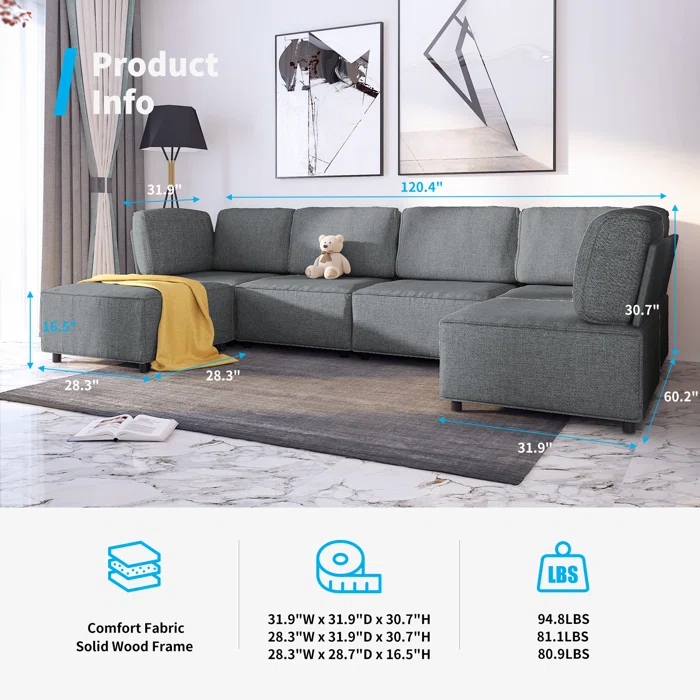 Product
Info
31.9"
120.4"
16.5"
30.7"
28.3"
28.3"
60.2"
31.9"
LBS
Comfort Fabric
Solid Wood Frame
31.9"W x 31.9"D x 30.7"H
28.3"W x 31.9"D x 30.7"H
28.3"W x 28.7"D x 16.5"H
94.8LBS
81.1LBS
80.9LBS